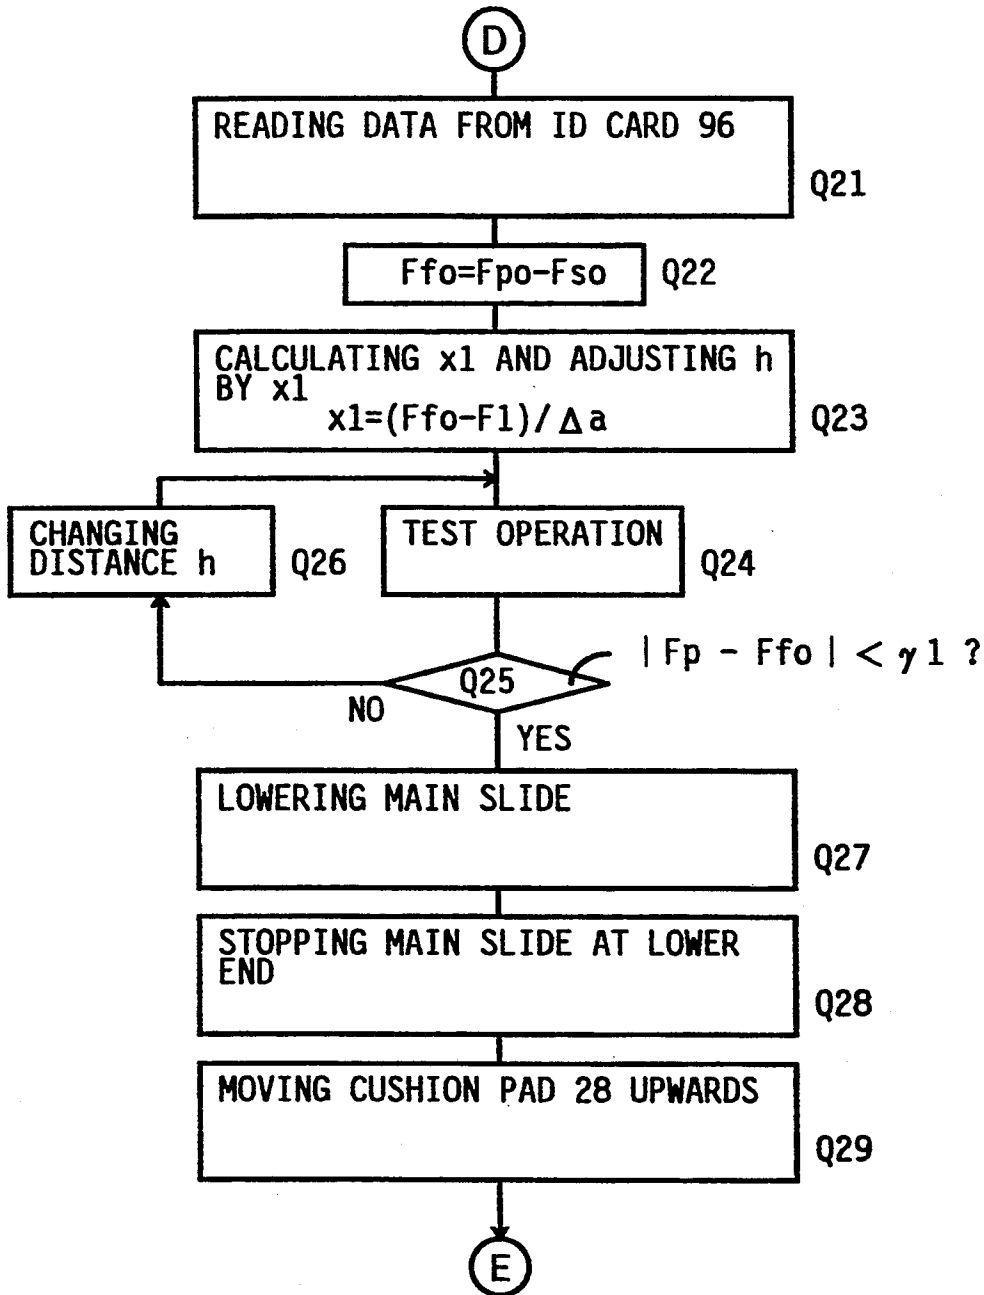 D
READING DATA FROM ID CARD 96
Q21
Ffo=Fpo-Fso
Q22
CALCULATING x1 AND ADJUSTING h
BY x1
x1=(Ffo-F1)/Δa
Q23
CHANGING
DISTANCE h
Q26
TEST OPERATION
Q24
|Fp - Ffo| < γ1 ?
Q25
NO
YES
LOWERING MAIN SLIDE
Q27
STOPPING MAIN SLIDE AT LOWER
END
Q28
MOVING CUSHION PAD 28 UPWARDS
Q29
E